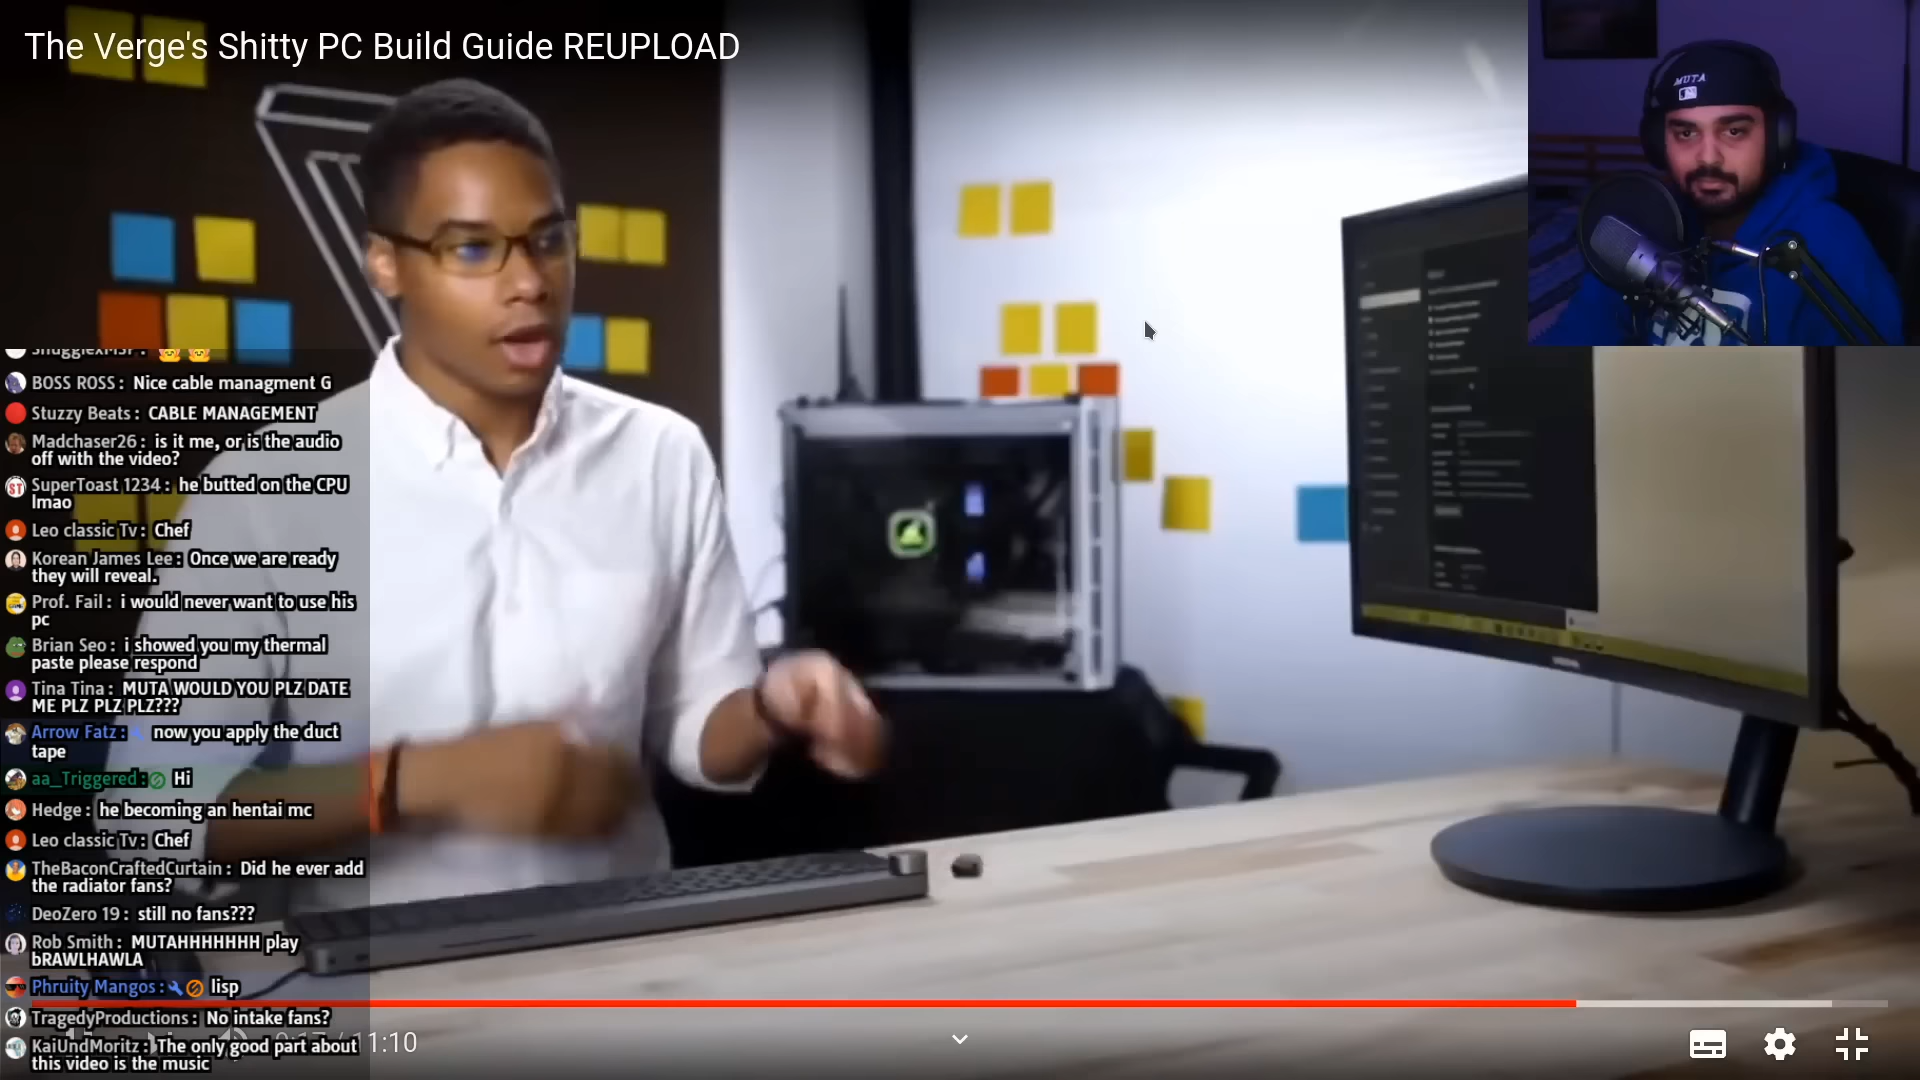 The Verge's Shitty PC Build Guide REUPLOAD
MUTA
BOSS ROSS : Nice cable managment G
Stuzzy Beats : CABLE MANAGEMENT
Madchaser26 : is it me, or is the audio
off with the video?
SuperToast 1234 : he butted on the CPU
lmao
Leo classic Tv : Chef
Korean James Lee : Once we are ready
they will reveal.
Prof. Fail : i would never want to use his
pc
Brian Seo : i showed you my thermal
paste please respond
Tina Tina : MUTA WOULD YOU PLZ DATE
ME PLZ PLZ PLZ???
Arrow Fatz : now you apply the duct
tape
aa_Triggered : Hi
Hedge : he becoming an hentai mc
Leo classic Tv : Chef
TheBaconCraftedCurtain : Did he ever add
the radiator fans?
DeoZero 19 : still no fans???
Rob Smith : MUTAHHHHHHH play
bRAWLHAWLA
Phruity Mangos : lisp
TragedyProductions : No intake fans?
KaiUndMoritz : The only good part about
this video is the music
11:10